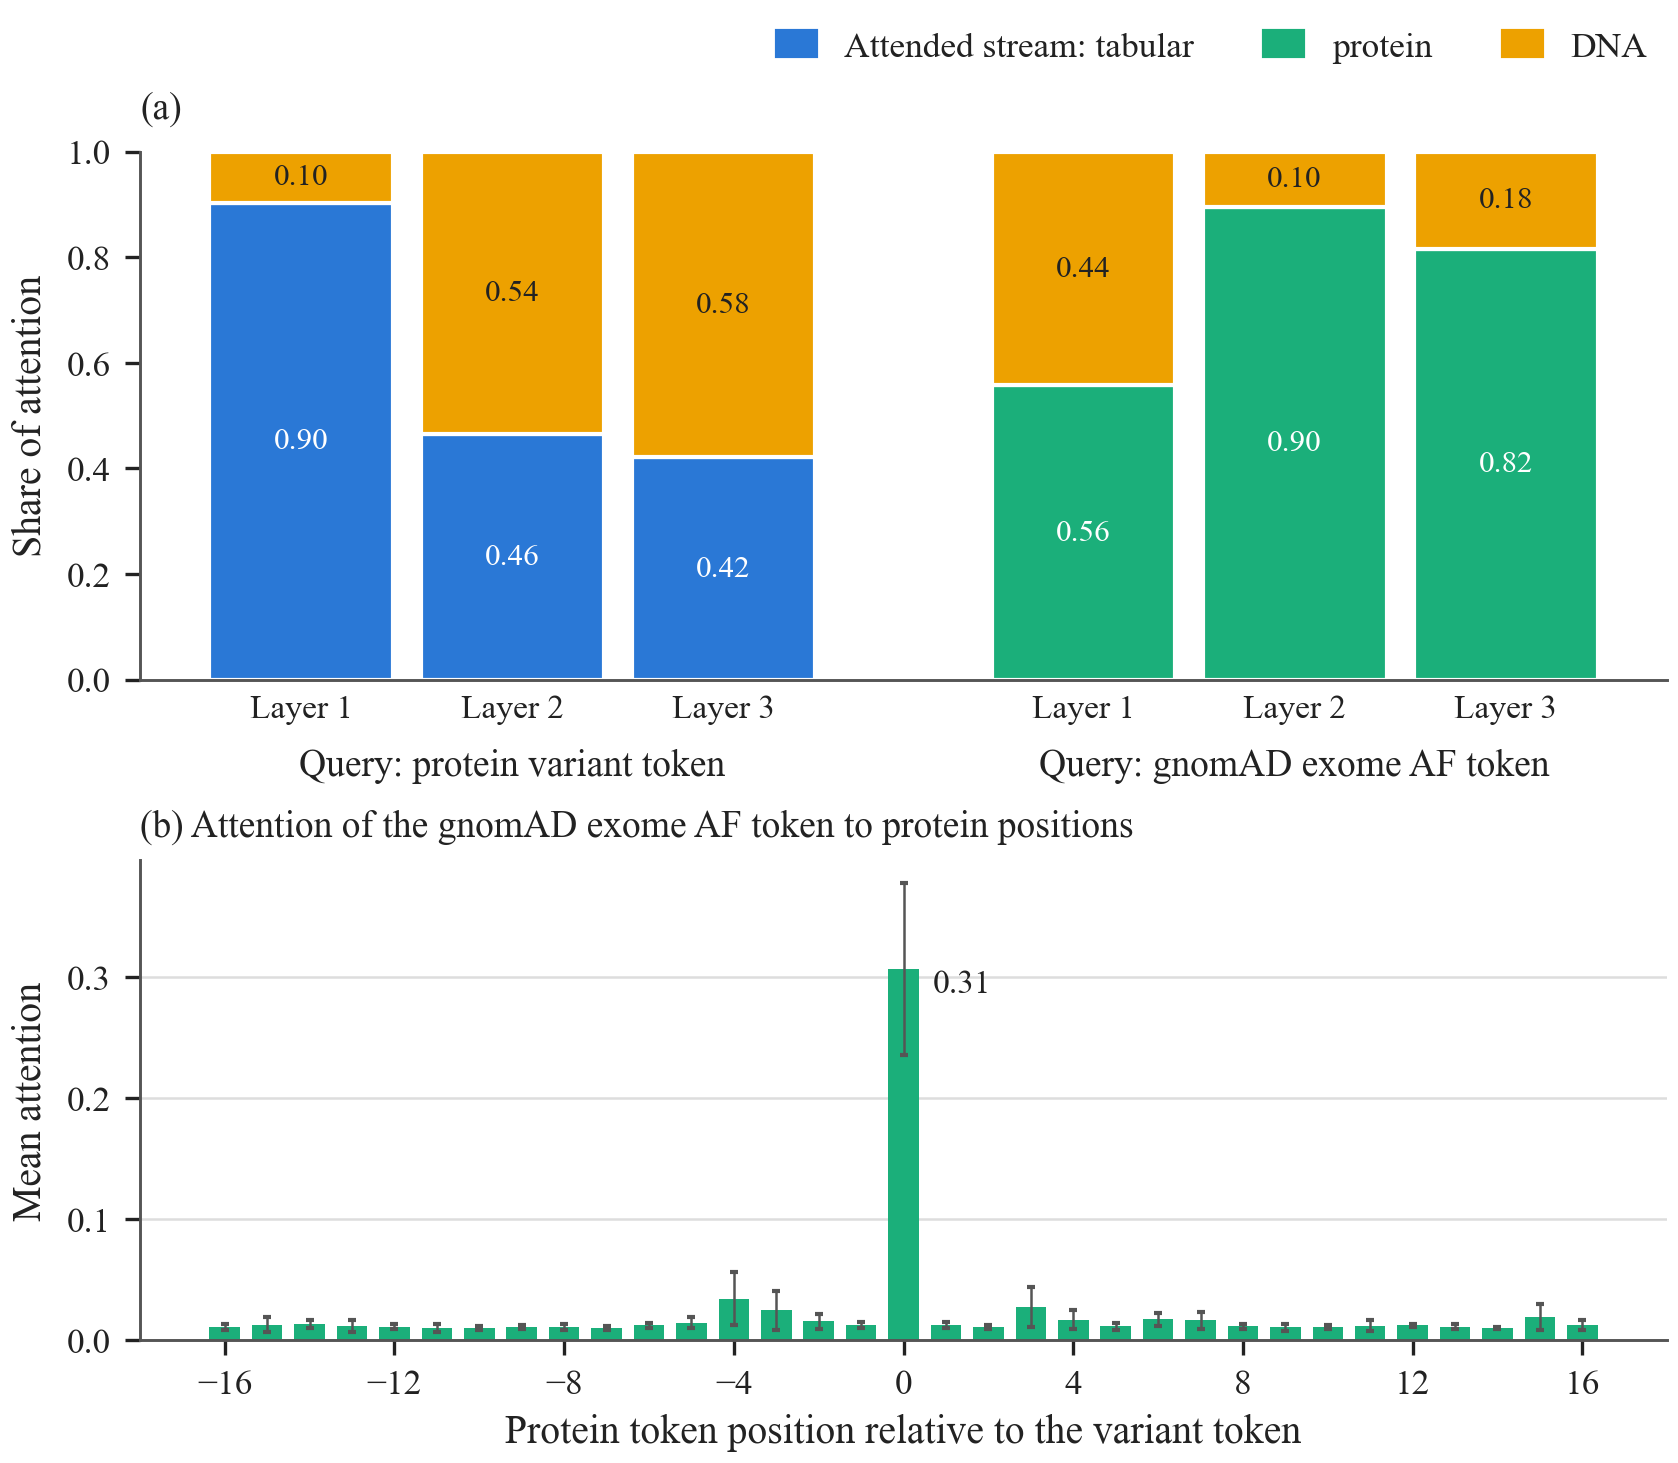 Attended stream: tabular protein DNA
(a)
Share of attention
1.0
0.8
0.6
0.4
0.2
0.0
0.10 0.54 0.58 0.44 0.10 0.18
0.90 0.46 0.42 0.56 0.90 0.82
Layer 1 Layer 2 Layer 3 Layer 1 Layer 2 Layer 3
Query: protein variant token Query: gnomAD exome AF token
(b) Attention of the gnomAD exome AF token to protein positions
Mean attention
0.3
0.2
0.1
0.0
0.31
−16 −12 −8 −4 0 4 8 12 16
Protein token position relative to the variant token